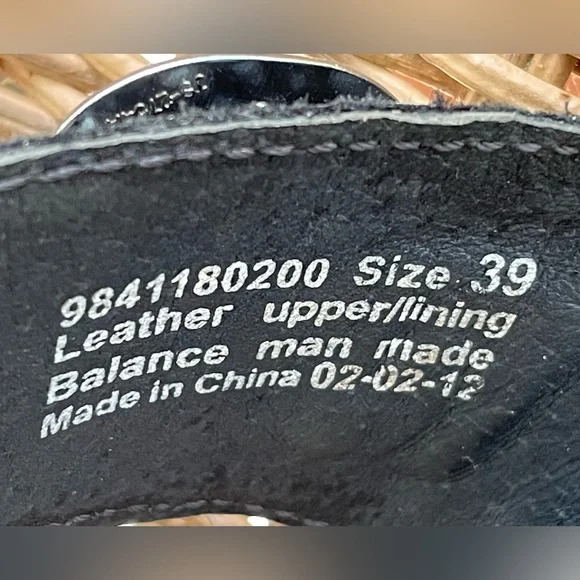 9841180200 Size 39
Leather upper/lining
Balance man made
Made in China 02-02-12